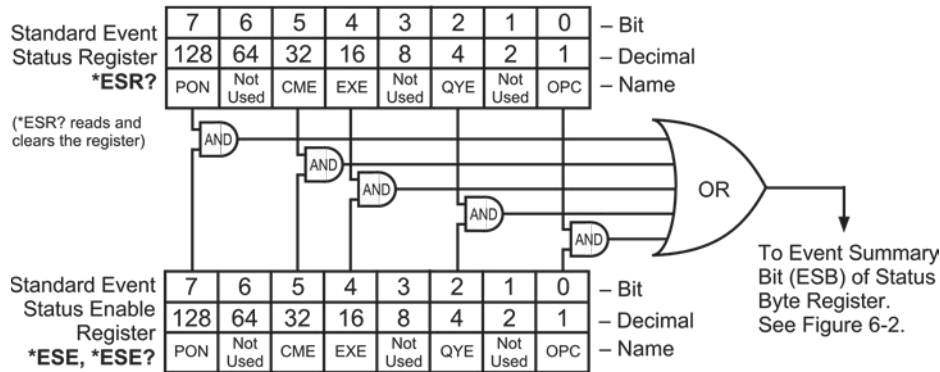 7 6 5 4 3 2 1 0 – Bit
Standard Event
Status Register
*ESR?
128 64 32 16 8 4 2 1 – Decimal
PON Not Used CME EXE Not Used QYE Not Used OPC – Name
(*ESR? reads and
clears the register)
AND
AND
AND
AND
AND
OR
To Event Summary
Bit (ESB) of Status
Byte Register.
See Figure 6-2.
Standard Event
Status Enable
Register
*ESE, *ESE?
7 6 5 4 3 2 1 0 – Bit
128 64 32 16 8 4 2 1 – Decimal
PON Not Used CME EXE Not Used QYE Not Used OPC – Name